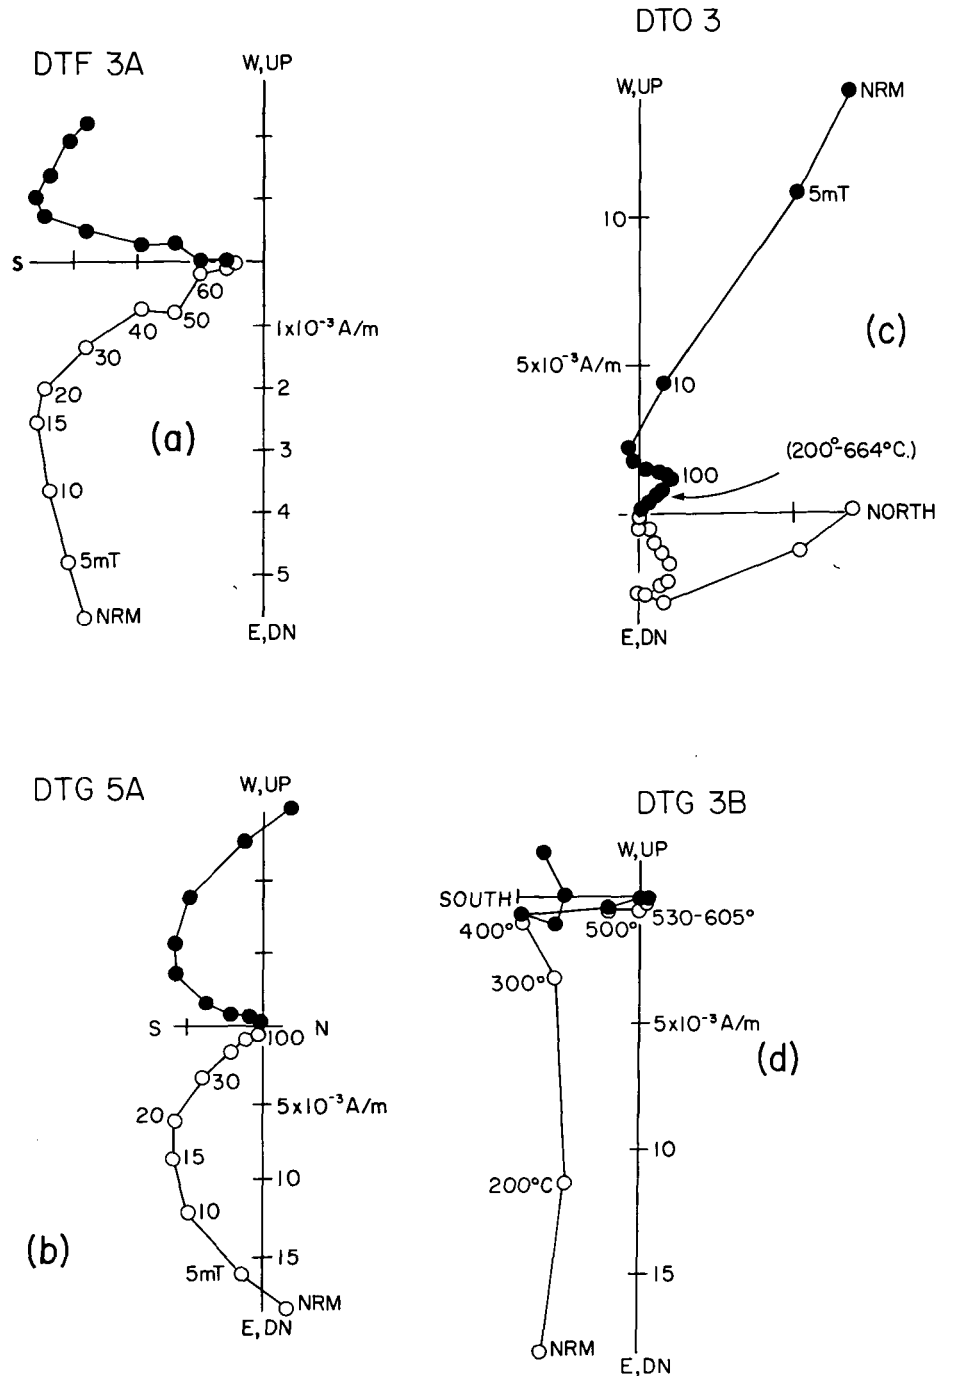 DTF 3A
W,UP
S
60
50
40
1x10⁻³A/m
30
20
2
15
3
(a)
10
4
5mT
5
NRM
E,DN
DTO 3
W,UP
NRM
5mT
10
(c)
5x10⁻³A/m
10
(200°-664°C.)
100
NORTH
E,DN
DTG 5A
W,UP
S
N
100
30
5x10⁻³A/m
20
15
10
10
(b)
15
5mT
NRM
E,DN
DTG 3B
W,UP
SOUTH
400°
500°
530-605°
300°
5x10⁻³A/m
(d)
10
200°C
15
NRM
E,DN